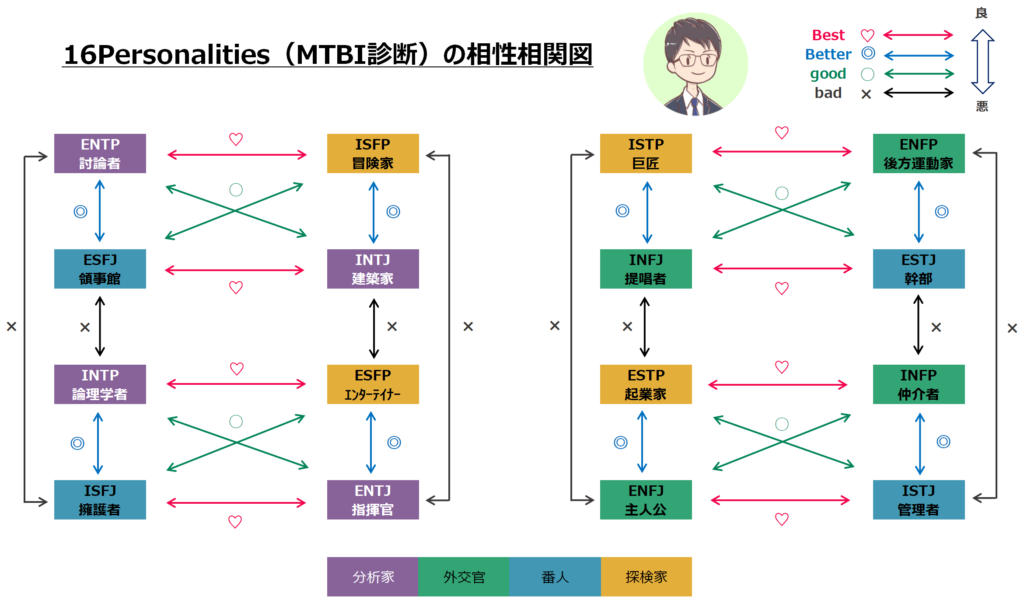 16Personalities（MTBI診断）の相性相関図
Best ♡
Better ◎
good ○
bad ×
良
悪
ENTP
討論者
♡
ISFP
冒険家
◎
○
◎
ESFJ
領事館
♡
INTJ
建築家
×
×
×
×
INTP
論理学者
♡
ESFP
ｴﾝﾀｰﾃｲﾅｰ
◎
○
◎
ISFJ
擁護者
♡
ENTJ
指揮官
ISTP
巨匠
♡
ENFP
後方運動家
◎
○
◎
INFJ
提唱者
♡
ESTJ
幹部
×
×
×
×
ESTP
起業家
♡
INFP
仲介者
◎
○
◎
ENFJ
主人公
♡
ISTJ
管理者
分析家
外交官
番人
探検家